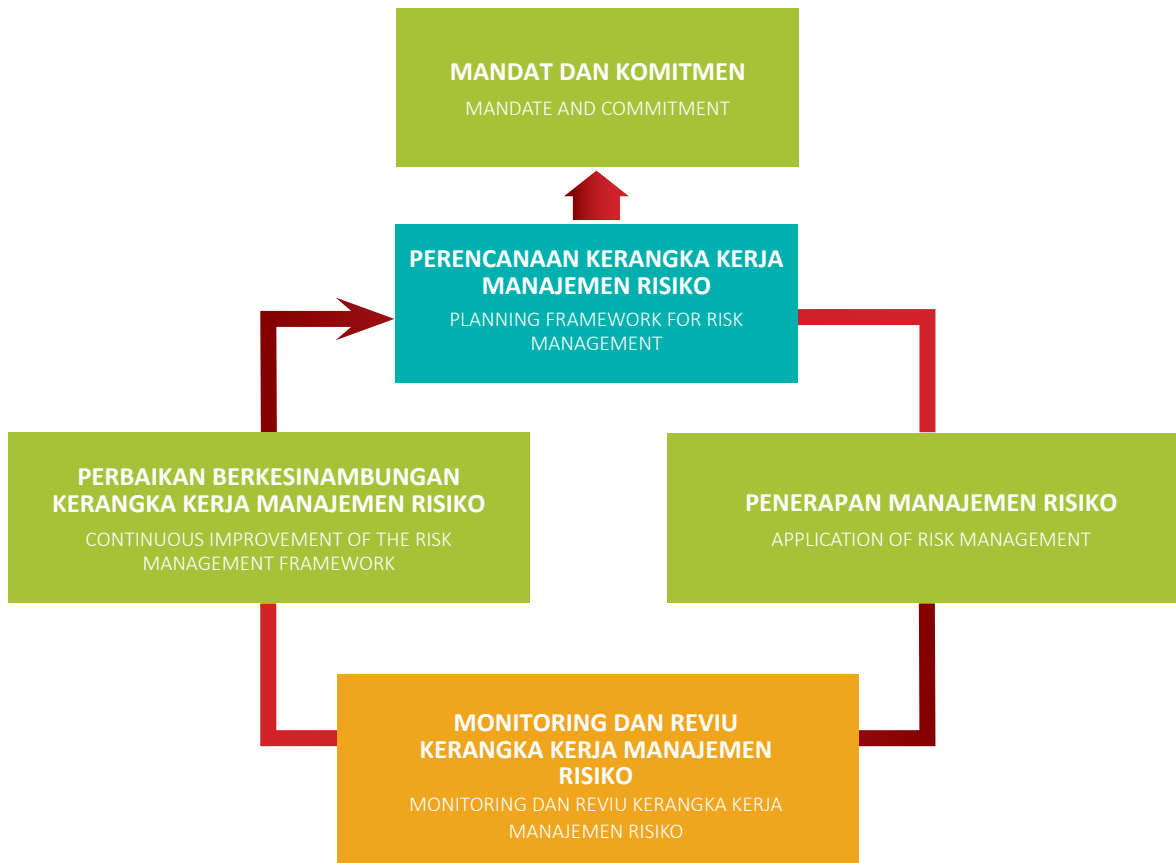 MANDAT DAN KOMITMEN
MANDATE AND COMMITMENT
PERENCANAAN KERANGKA KERJA
MANAJEMEN RISIKO
PLANNING FRAMEWORK FOR RISK
MANAGEMENT
PERBAIKAN BERKESINAMBUNGAN
KERANGKA KERJA MANAJEMEN RISIKO
CONTINUOUS IMPROVEMENT OF THE RISK
MANAGEMENT FRAMEWORK
PENERAPAN MANAJEMEN RISIKO
APPLICATION OF RISK MANAGEMENT
MONITORING DAN REVIU
KERANGKA KERJA MANAJEMEN
RISIKO
MONITORING DAN REVIU KERANGKA KERJA
MANAJEMEN RISIKO